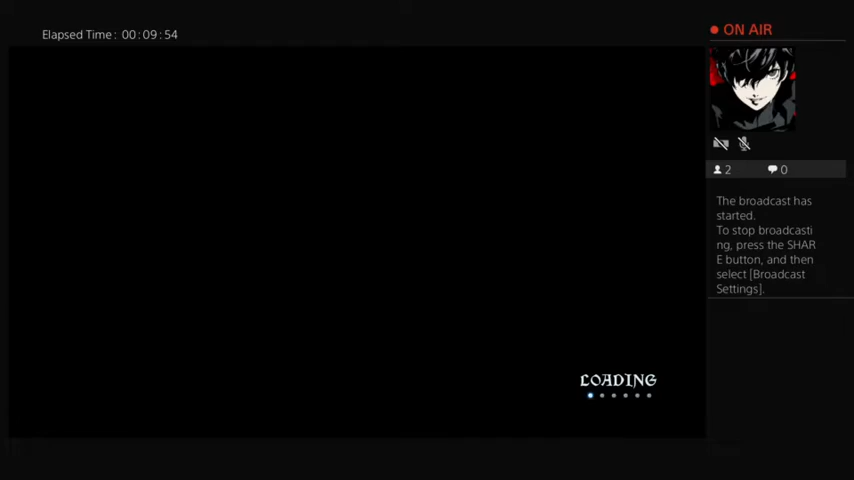 Elapsed Time: 00:09:54
ON AIR
2
0
The broadcast has
started.
To stop broadcasti
ng, press the SHAR
E button, and then
select [Broadcast
Settings].
LOADING